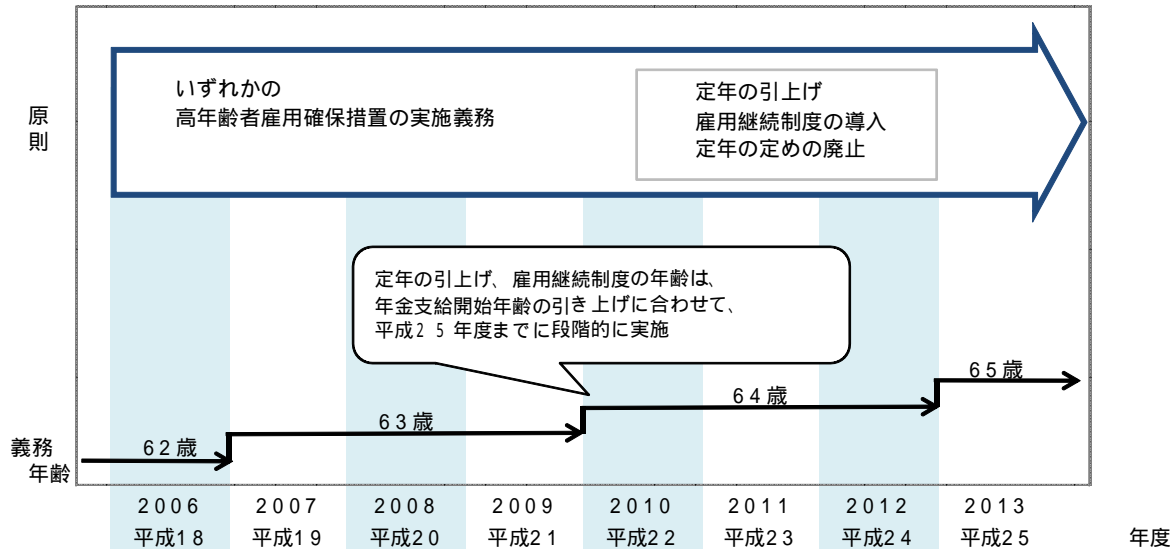 原
則
いずれかの
高年齢者雇用確保措置の実施義務
定年の引上げ
雇用継続制度の導入
定年の定めの廃止
定年の引上げ、雇用継続制度の年齢は、
年金支給開始年齢の引き上げに合わせて、
平成25年度までに段階的に実施
65歳
64歳
63歳
62歳
義務
年齢
2006 2007 2008 2009 2010 2011 2012 2013
平成18 平成19 平成20 平成21 平成22 平成23 平成24 平成25 年度